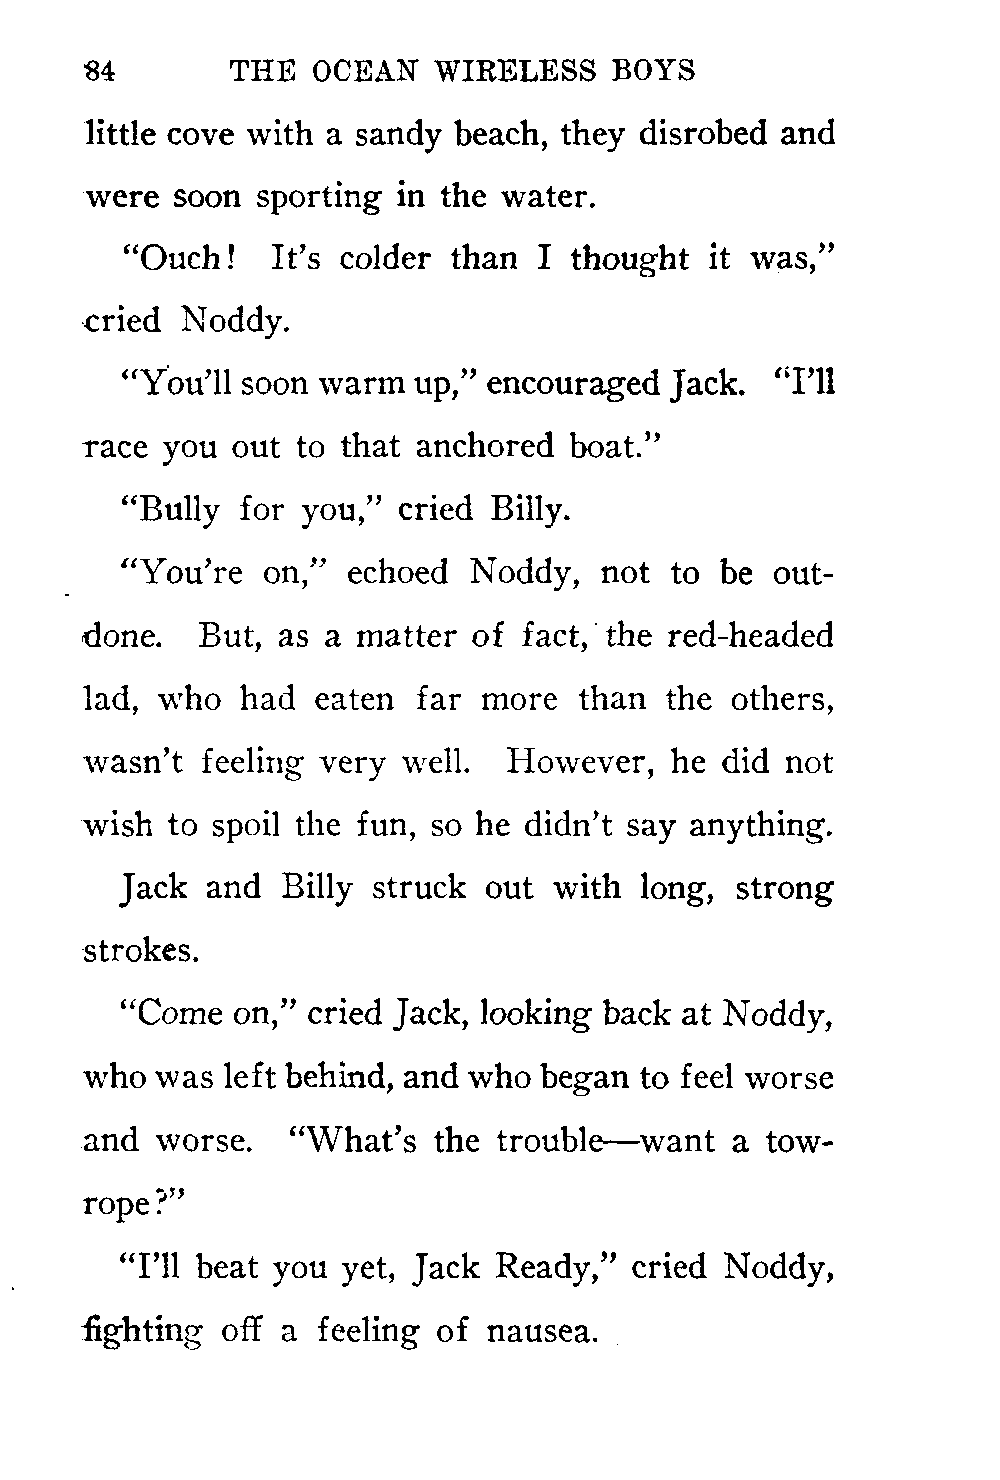 84 THE OCEAN WIRELESS BOYS
little cove with a sandy beach, they disrobed and
were soon sporting in the water.
“Ouch! It’s colder than I thought it was,”
cried Noddy.
“You’ll soon warm up,” encouraged Jack. “I’ll
race you out to that anchored boat.”
“Bully for you,” cried Billy.
“You’re on,” echoed Noddy, not to be out-
done. But, as a matter of fact, the red-headed
lad, who had eaten far more than the others,
wasn’t feeling very well. However, he did not
wish to spoil the fun, so he didn’t say anything.
Jack and Billy struck out with long, strong
strokes.
“Come on,” cried Jack, looking back at Noddy,
who was left behind, and who began to feel worse
and worse. “What’s the trouble—want a tow-
rope?”
“I’ll beat you yet, Jack Ready,” cried Noddy,
fighting off a feeling of nausea.